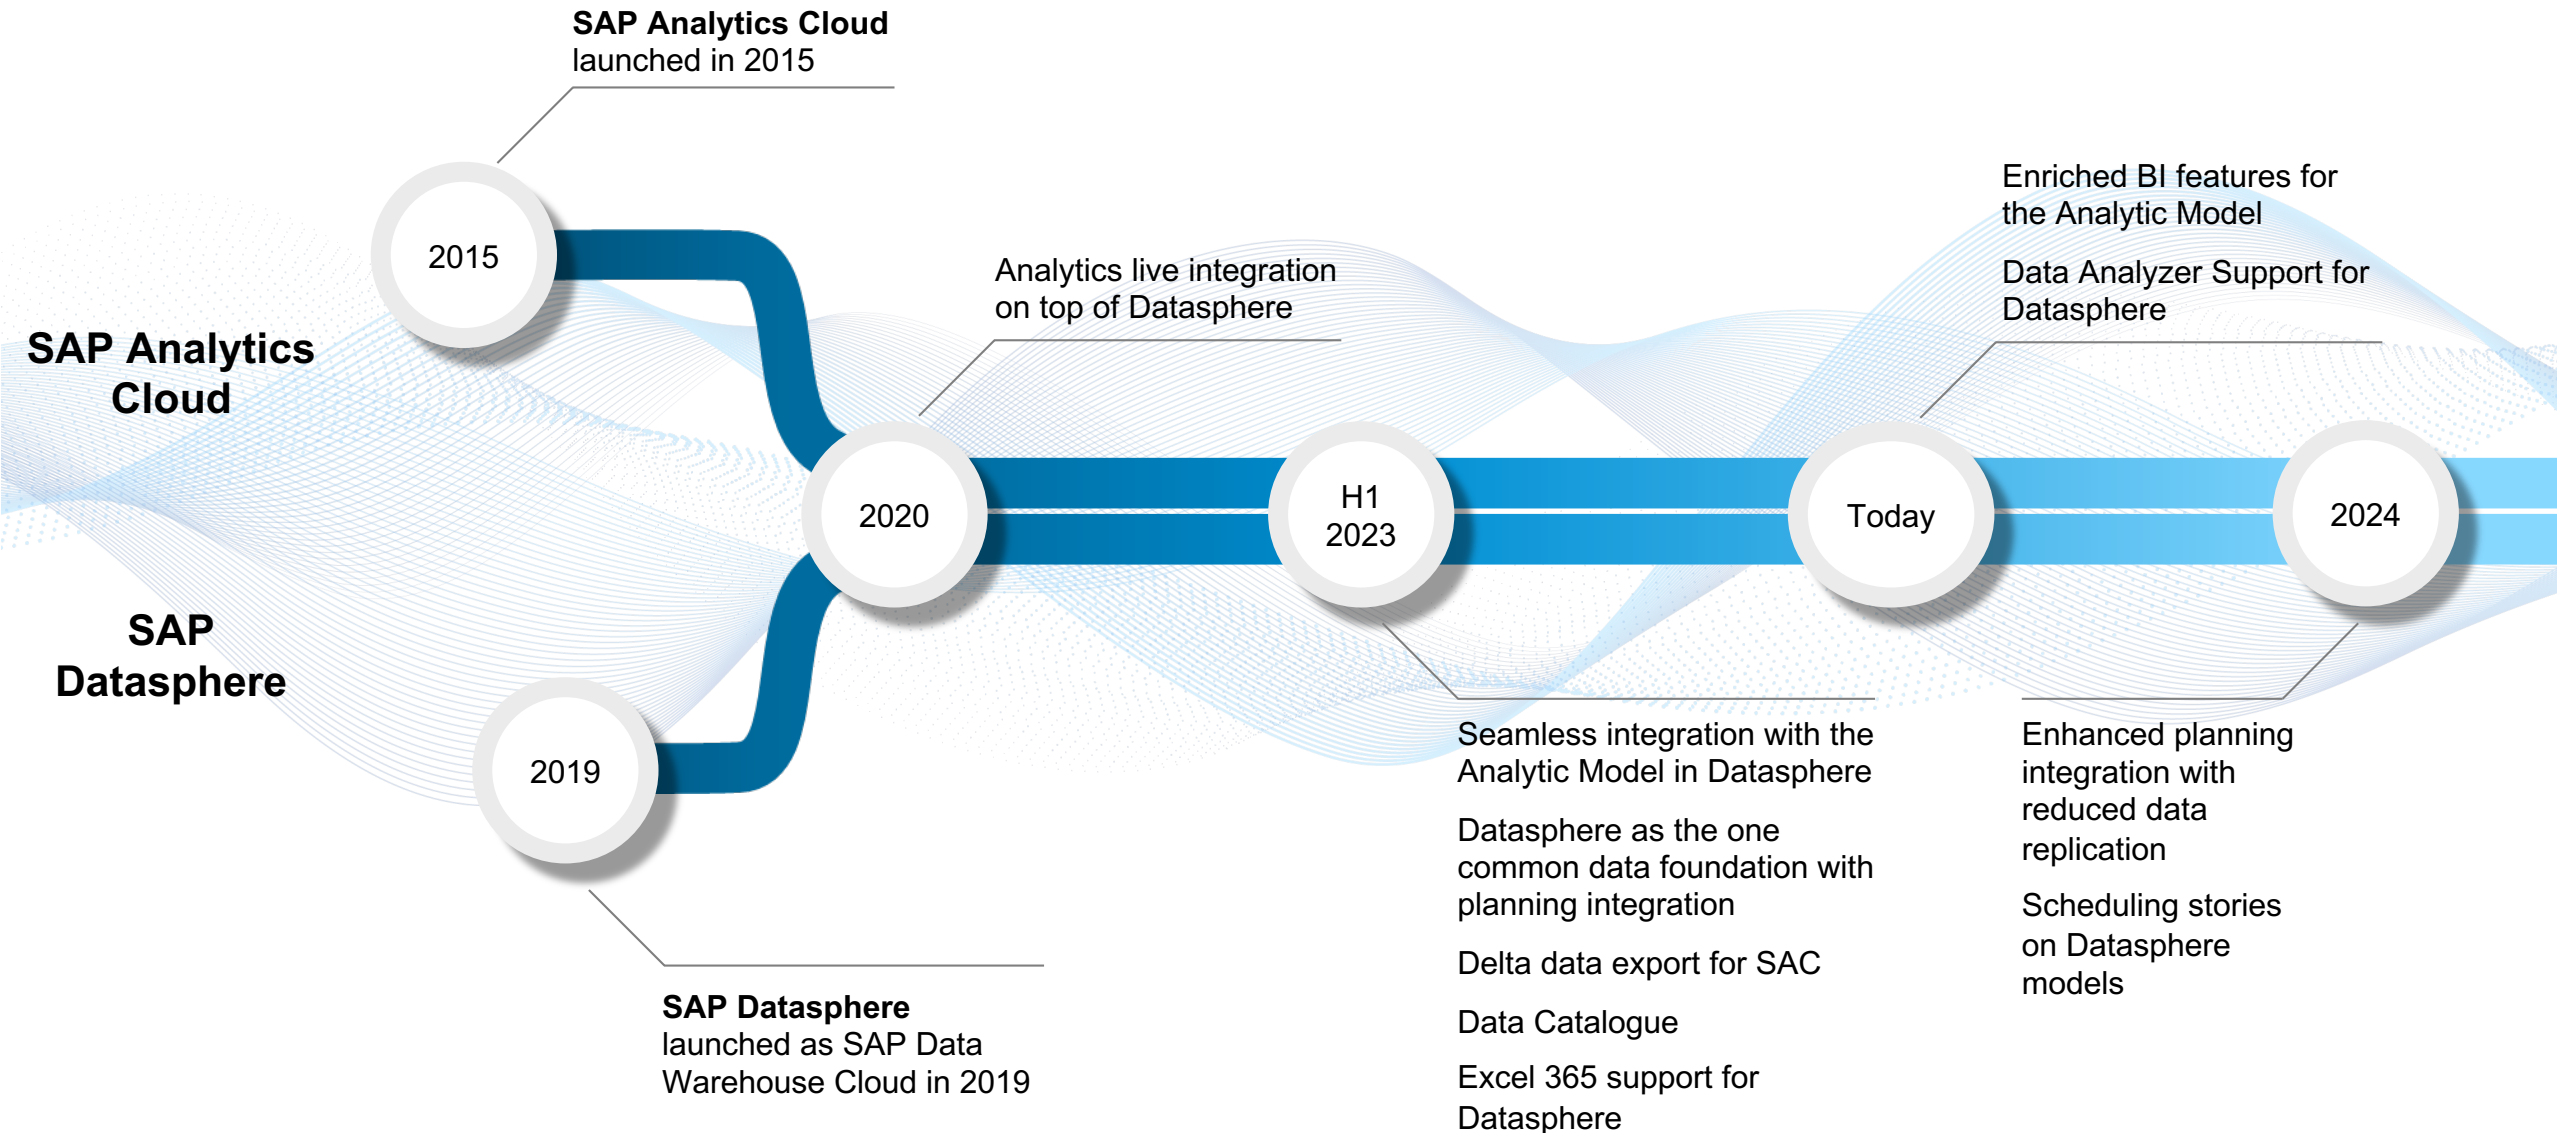 SAP Analytics Cloud
launched in 2015
2015
SAP Analytics
Cloud
Analytics live integration
on top of Datasphere
Enriched BI features for
the Analytic Model
Data Analyzer Support for
Datasphere
2020
H1
2023
Today
2024
SAP
Datasphere
2019
SAP Datasphere
launched as SAP Data
Warehouse Cloud in 2019
Seamless integration with the
Analytic Model in Datasphere
Datasphere as the one
common data foundation with
planning integration
Delta data export for SAC
Data Catalogue
Excel 365 support for
Datasphere
Enhanced planning
integration with
reduced data
replication
Scheduling stories
on Datasphere
models